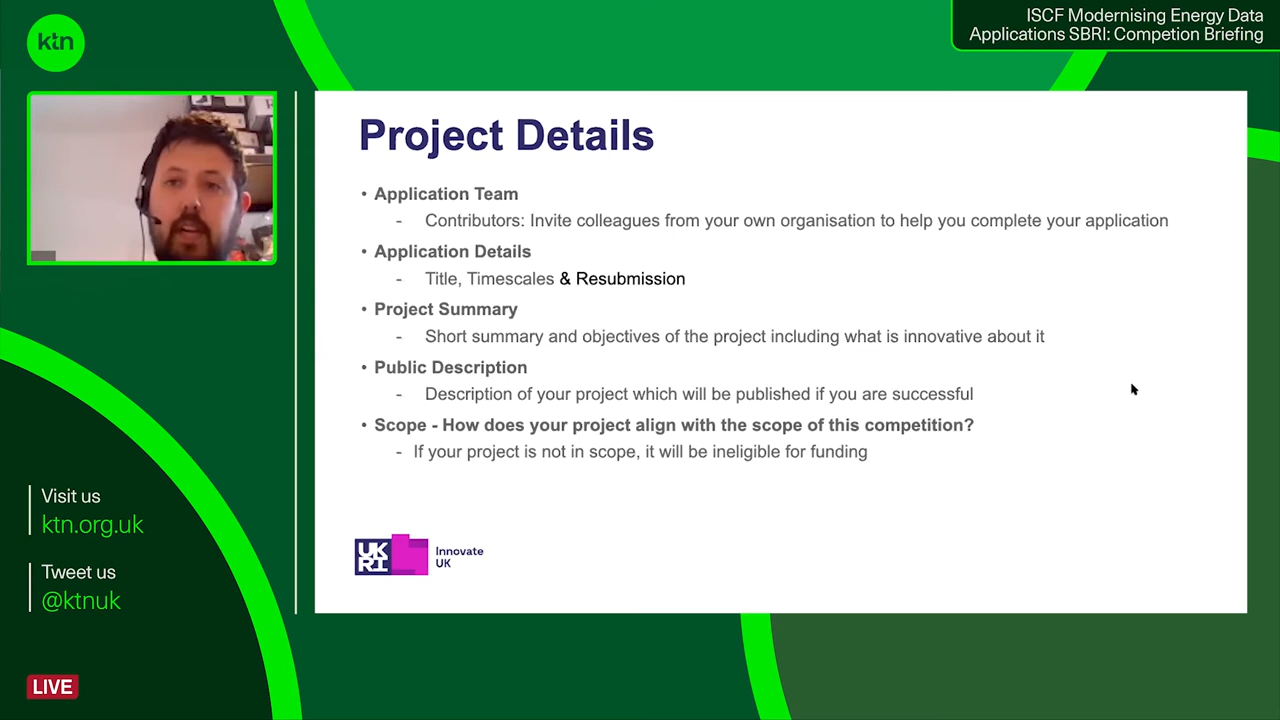 ktn
ISCF Modernising Energy Data
Applications SBRI: Competion Briefing
Project Details
• Application Team
- Contributors: Invite colleagues from your own organisation to help you complete your application
• Application Details
- Title, Timescales & Resubmission
• Project Summary
- Short summary and objectives of the project including what is innovative about it
• Public Description
- Description of your project which will be published if you are successful
• Scope - How does your project align with the scope of this competition?
- If your project is not in scope, it will be ineligible for funding
UK
RI
Innovate
UK
Visit us
ktn.org.uk
Tweet us
@ktnuk
LIVE